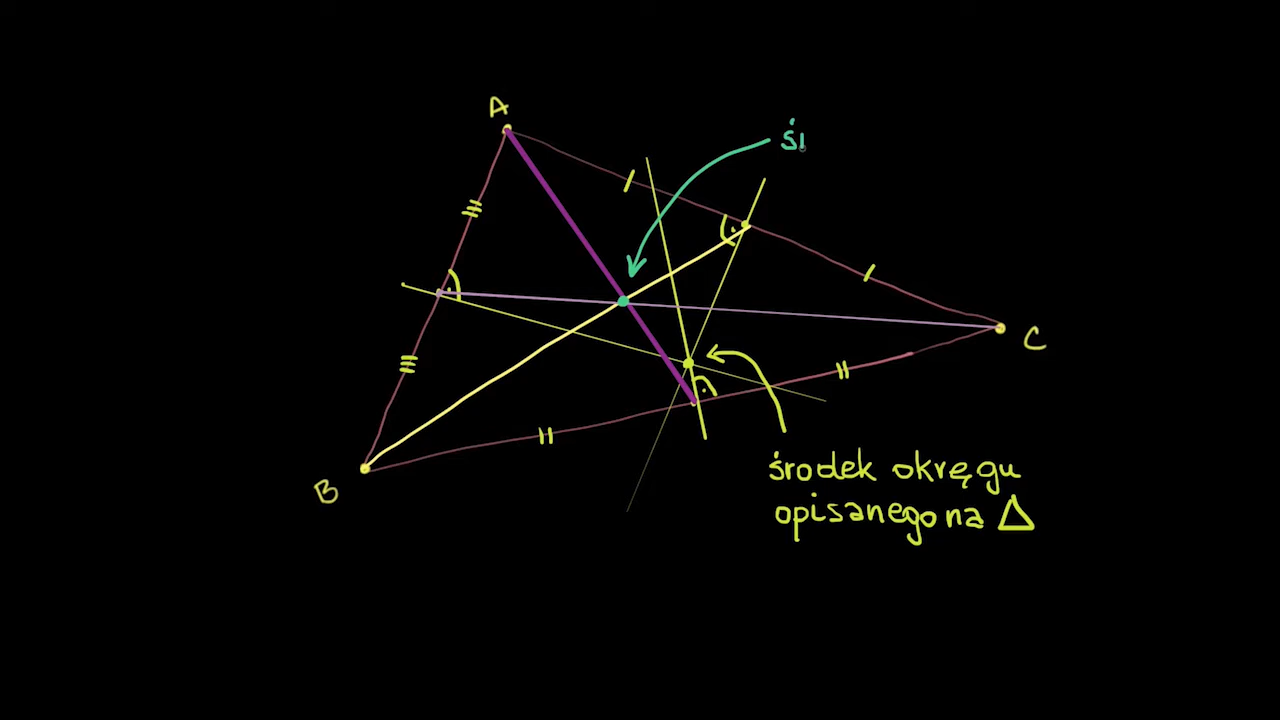 A
śr
C
B
środek okręgu
opisanego na Δ